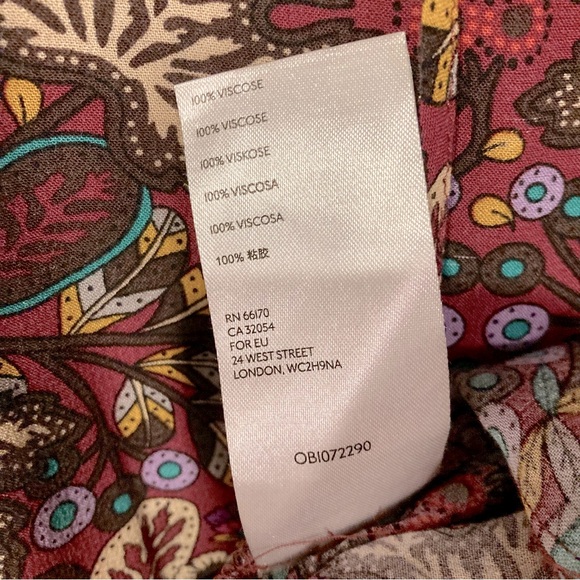 100% VISCOSE
100% VISCOSE
100% VISKOSE
100% VISCOSA
100% VISCOSA
100% 粘胶
RN 66170
CA 32054
FOR EU
24 WEST STREET
LONDON, WC2H9NA
OB1072290